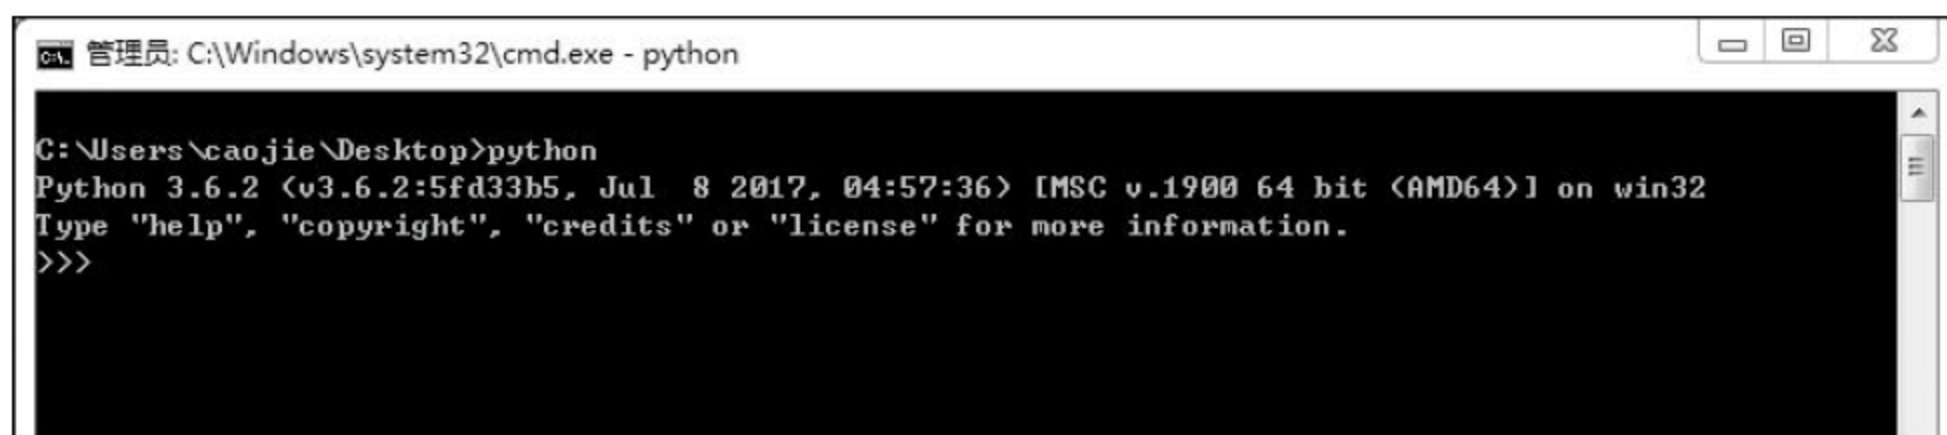 管理员: C:\Windows\system32\cmd.exe - python
C:\Users\caojie\Desktop>python
Python 3.6.2 (v3.6.2:5fd33b5, Jul  8 2017, 04:57:36) [MSC v.1900 64 bit (AMD64)] on win32
Type "help", "copyright", "credits" or "license" for more information.
>>>